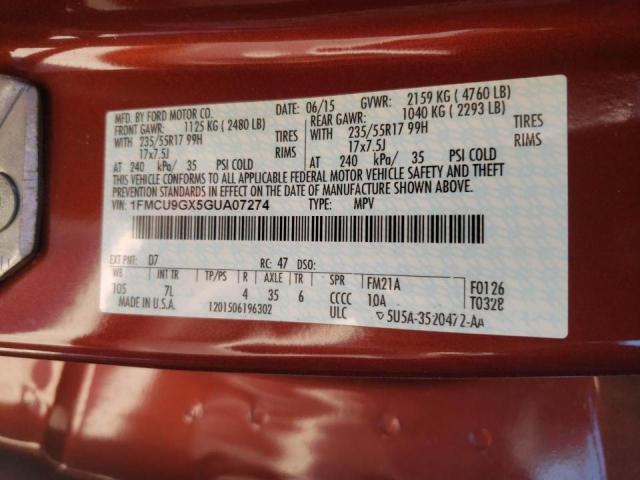 MFD. BY FORD MOTOR CO. DATE: 06/15 GVWR: 2159 KG ( 4760 LB)
FRONT GAWR: 1125 KG ( 2480 LB) REAR GAWR: 1040 KG ( 2293 LB)
WITH 235/55R17 99H TIRES WITH 235/55R17 99H TIRES
17x7.5J RIMS 17x7.5J RIMS
AT 240 kPa/ 35 PSI COLD AT 240 kPa/ 35 PSI COLD
THIS VEHICLE CONFORMS TO ALL APPLICABLE FEDERAL MOTOR VEHICLE SAFETY AND THEFT
PREVENTION STANDARDS IN EFFECT ON THE DATE OF MANUFACTURE SHOWN ABOVE.
VIN: 1FMCU9GX5GUA07274 TYPE: MPV
EXT PNT: D7 RC: 47 DSO:
WB INT TR TP/PS R AXLE TR SPR FM21A F0126
105 7L 4 35 6 CCCC 10A T0328
MADE IN U.S.A. 1201506196302 ULC 5U5A-3520472-AA